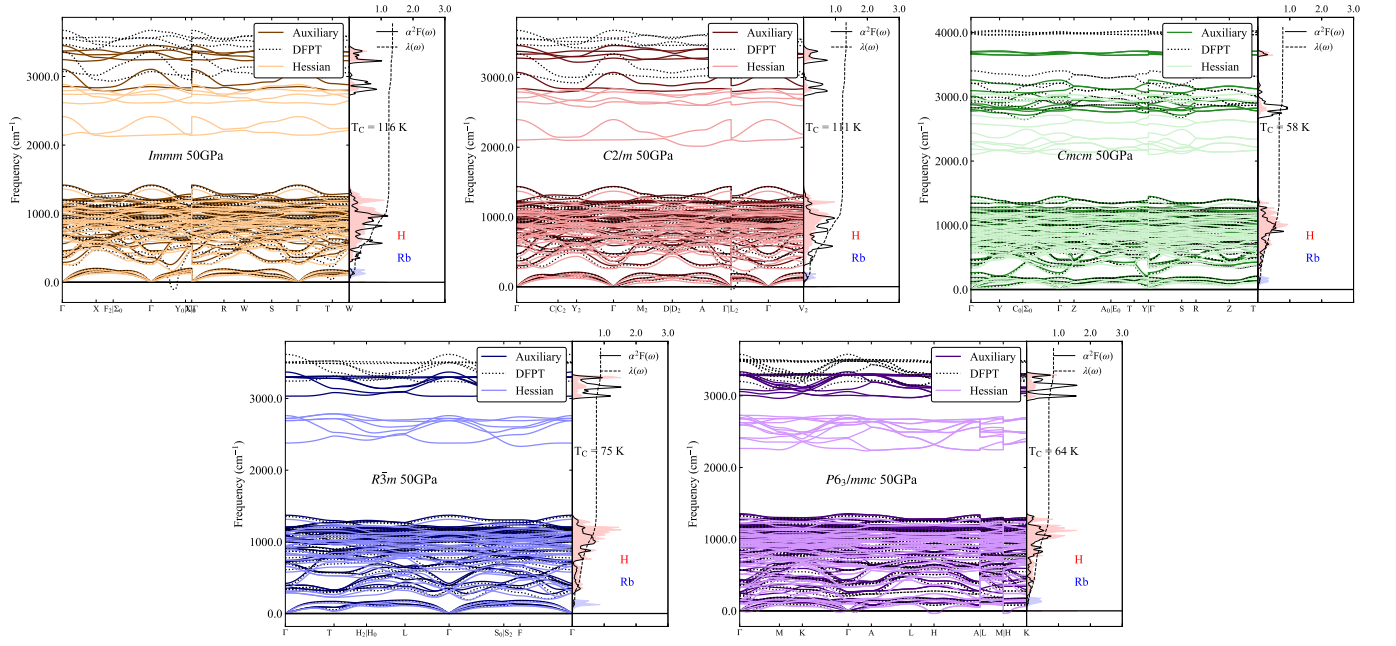 1.0 2.0 3.0
Auxiliary
DFPT
Hessian
α²F(ω)
λ(ω)
Frequency (cm⁻¹)
3000.0
2000.0
1000.0
0.0
T_C = 116 K
Immm 50GPa
H
Rb
Γ X F₂|Σ₀ Γ R W S Γ T W
1.0 2.0 3.0
Auxiliary
DFPT
Hessian
α²F(ω)
λ(ω)
Frequency (cm⁻¹)
3000.0
2000.0
1000.0
0.0
T_C = 111 K
C2/m 50GPa
H
Rb
Γ C|C₂ Y₂ Γ M₂ D|D₂ A Γ|L₂ Γ V₂
1.0 2.0 3.0
Auxiliary
DFPT
Hessian
α²F(ω)
λ(ω)
Frequency (cm⁻¹)
4000.0
3000.0
2000.0
1000.0
0.0
T_C = 58 K
Cmcm 50GPa
H
Rb
Γ Y C₀|Σ₀ Γ Z A₀|E₀ T Y|Γ S R Z T
1.0 2.0 3.0
Auxiliary
DFPT
Hessian
α²F(ω)
λ(ω)
Frequency (cm⁻¹)
3000.0
2000.0
1000.0
0.0
T_C = 75 K
R3̅m 50GPa
H
Rb
Γ T H₂|H₀ L Γ S₀|S₂ F Γ
1.0 2.0 3.0
Auxiliary
DFPT
Hessian
α²F(ω)
λ(ω)
Frequency (cm⁻¹)
3000.0
2000.0
1000.0
0.0
T_C = 64 K
P6₃/mmc 50GPa
H
Rb
Γ M K Γ A L H A|L M|H K